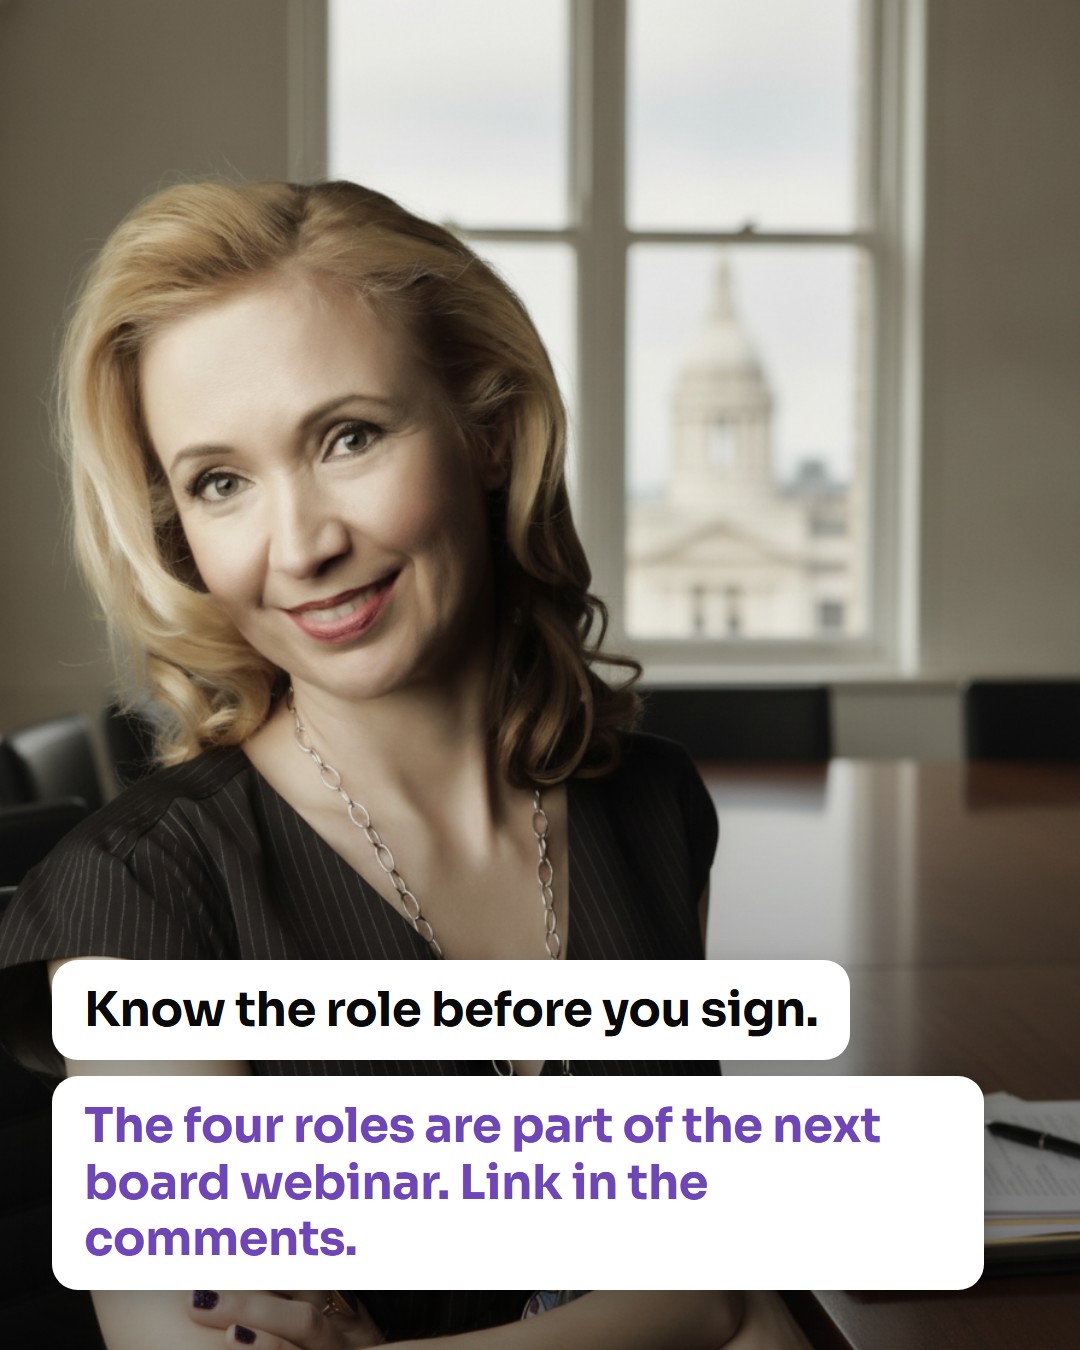 Know the role before you sign.
The four roles are part of the next
board webinar. Link in the
comments.